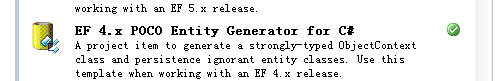 working with an EF 5.x release.
EF 4.x POCO Entity Generator for C#
A project item to generate a strongly-typed ObjectContext
class and persistence ignorant entity classes. Use this
template when working with an EF 4.x release.